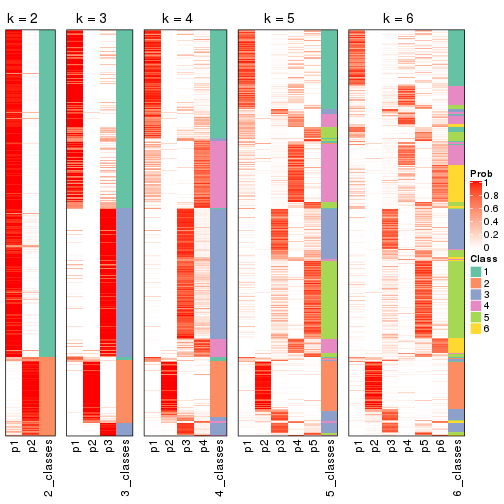 k = 2
k = 3
k = 4
k = 5
k = 6
Prob
1
0.8
0.6
0.4
0.2
0
Class
1
2
3
4
5
6
p1
p2
2_classes
p1
p2
p3
3_classes
p1
p2
p3
p4
4_classes
p1
p2
p3
p4
p5
5_classes
p1
p2
p3
p4
p5
p6
6_classes